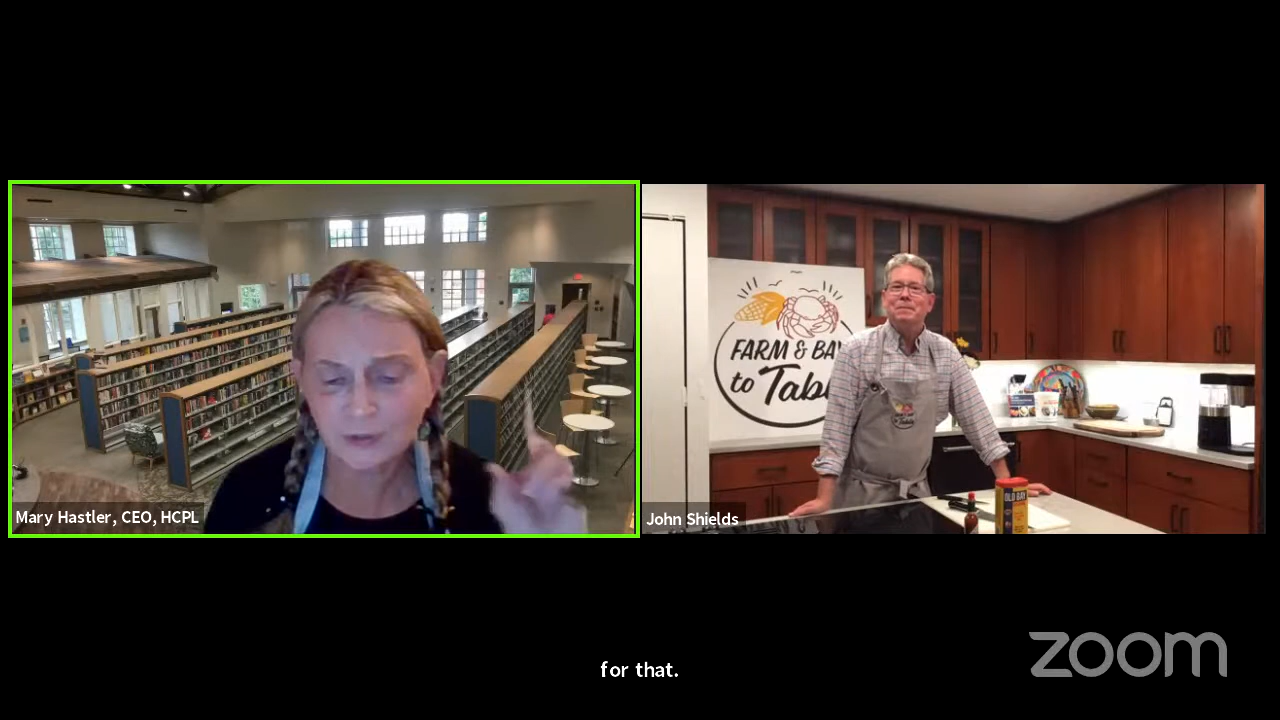 FARM & BAY
to Table
OLD BAY
Mary Hastler, CEO, HCPL
John Shields
for that.
zoom